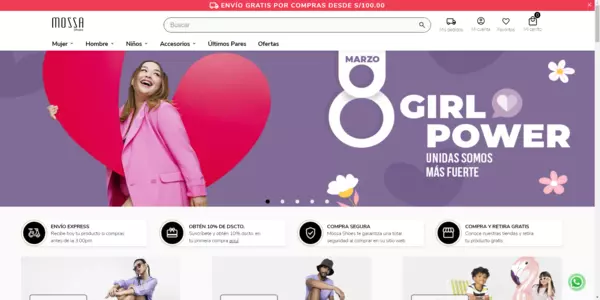 ENVÍO GRATIS POR COMPRAS DESDE S/100.00
MOSSA
Buscar
Mis pedidos
Mi cuenta
Favoritos
Mi carrito
0
Mujer
Hombre
Niños
Accesorios
Últimos Pares
Ofertas
MARZO
8
GIRL
POWER
UNIDAS SOMOS
MÁS FUERTE
ENVÍO EXPRESS
Recibe hoy tu producto si compras
antes de la 3:00pm
OBTÉN 10% DE DSCTO.
Suscríbete y obtén 10% dscto. en
tu primera compra aquí
COMPRA SEGURA
Mossa Shoes te garantiza una total
seguridad al comprar en su sitio web.
COMPRA Y RETIRA GRATIS
Conoce nuestras tiendas y retira
tu producto gratis.